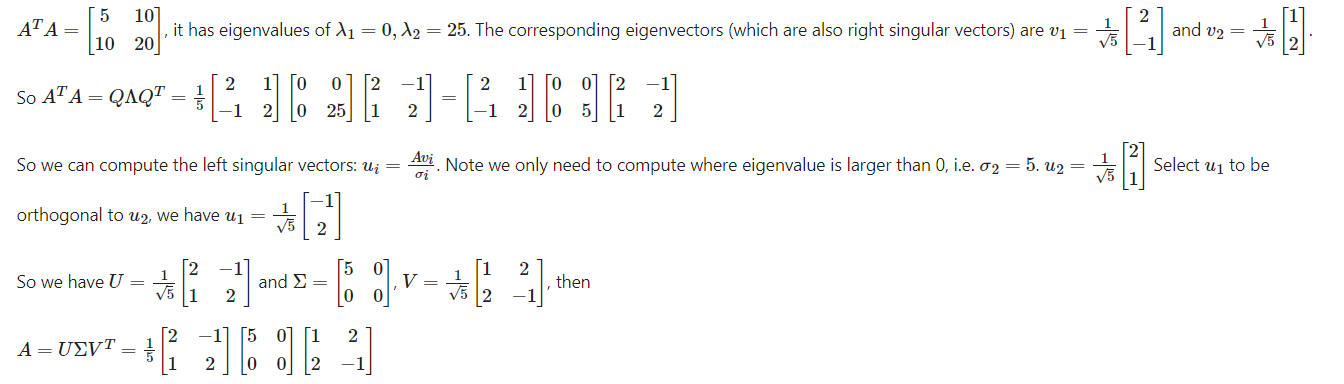 $A^T A = \begin{bmatrix} 5 & 10 \\ 10 & 20 \end{bmatrix}$, it has eigenvalues of $\lambda_1 = 0, \lambda_2 = 25$. The corresponding eigenvectors (which are also right singular vectors) are $v_1 = \frac{1}{\sqrt{5}} \begin{bmatrix} 2 \\ -1 \end{bmatrix}$ and $v_2 = \frac{1}{\sqrt{5}} \begin{bmatrix} 1 \\ 2 \end{bmatrix}$.
So $A^T A = Q \Lambda Q^T = \frac{1}{5} \begin{bmatrix} 2 & 1 \\ -1 & 2 \end{bmatrix} \begin{bmatrix} 0 & 0 \\ 0 & 25 \end{bmatrix} \begin{bmatrix} 2 & -1 \\ 1 & 2 \end{bmatrix} = \begin{bmatrix} 2 & 1 \\ -1 & 2 \end{bmatrix} \begin{bmatrix} 0 & 0 \\ 0 & 5 \end{bmatrix} \begin{bmatrix} 2 & -1 \\ 1 & 2 \end{bmatrix}$
So we can compute the left singular vectors: $u_i = \frac{A v_i}{\sigma_i}$. Note we only need to compute where eigenvalue is larger than 0, i.e. $\sigma_2 = 5$. $u_2 = \frac{1}{\sqrt{5}} \begin{bmatrix} 2 \\ 1 \end{bmatrix}$ Select $u_1$ to be
orthogonal to $u_2$, we have $u_1 = \frac{1}{\sqrt{5}} \begin{bmatrix} -1 \\ 2 \end{bmatrix}$
So we have $U = \frac{1}{\sqrt{5}} \begin{bmatrix} 2 & -1 \\ 1 & 2 \end{bmatrix}$ and $\Sigma = \begin{bmatrix} 5 & 0 \\ 0 & 0 \end{bmatrix}, V = \frac{1}{\sqrt{5}} \begin{bmatrix} 1 & 2 \\ 2 & -1 \end{bmatrix}$, then
$A = U \Sigma V^T = \frac{1}{5} \begin{bmatrix} 2 & -1 \\ 1 & 2 \end{bmatrix} \begin{bmatrix} 5 & 0 \\ 0 & 0 \end{bmatrix} \begin{bmatrix} 1 & 2 \\ 2 & -1 \end{bmatrix}$